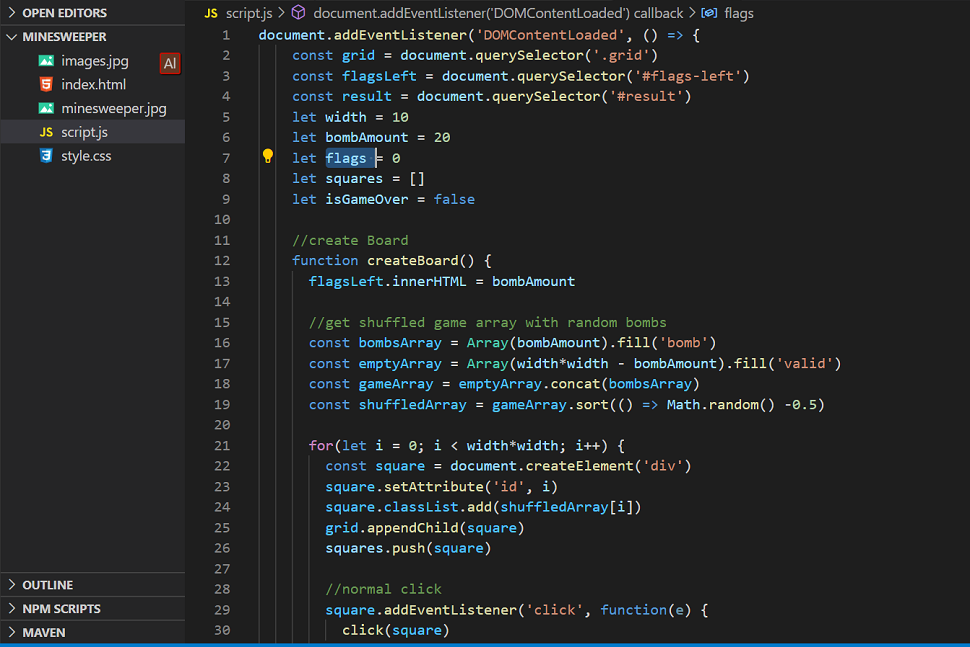 OPEN EDITORS
MINESWEEPER
images.jpg
AI
index.html
minesweeper.jpg
JS script.js
style.css
OUTLINE
NPM SCRIPTS
MAVEN
JS script.js > document.addEventListener('DOMContentLoaded') callback > flags
1 document.addEventListener('DOMContentLoaded', () => {
2 const grid = document.querySelector('.grid')
3 const flagsLeft = document.querySelector('#flags-left')
4 const result = document.querySelector('#result')
5 let width = 10
6 let bombAmount = 20
7 let flags = 0
8 let squares = []
9 let isGameOver = false
10
11 //create Board
12 function createBoard() {
13 flagsLeft.innerHTML = bombAmount
14
15 //get shuffled game array with random bombs
16 const bombsArray = Array(bombAmount).fill('bomb')
17 const emptyArray = Array(width*width - bombAmount).fill('valid')
18 const gameArray = emptyArray.concat(bombsArray)
19 const shuffledArray = gameArray.sort(() => Math.random() -0.5)
20
21 for(let i = 0; i < width*width; i++) {
22 const square = document.createElement('div')
23 square.setAttribute('id', i)
24 square.classList.add(shuffledArray[i])
25 grid.appendChild(square)
26 squares.push(square)
27
28 //normal click
29 square.addEventListener('click', function(e) {
30 click(square)